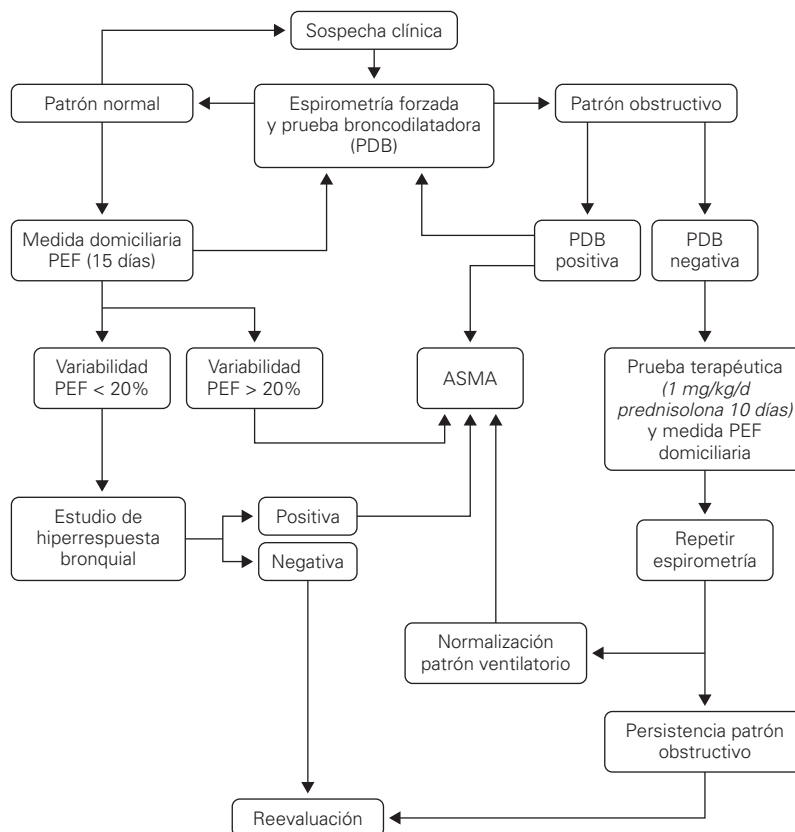 Sospecha clínica
Patrón normal
Espirometría forzada
y prueba broncodilatadora
(PDB)
Patrón obstructivo
Medida domiciliaria
PEF (15 días)
PDB
positiva
PDB
negativa
Variabilidad
PEF < 20%
Variabilidad
PEF > 20%
ASMA
Prueba terapéutica
(1 mg/kg/d
prednisolona 10 días)
y medida PEF
domiciliaria
Estudio de
hiperrespuesta
bronquial
Positiva
Negativa
Repetir
espirometría
Normalización
patrón ventilatorio
Persistencia patrón
obstructivo
Reevaluación